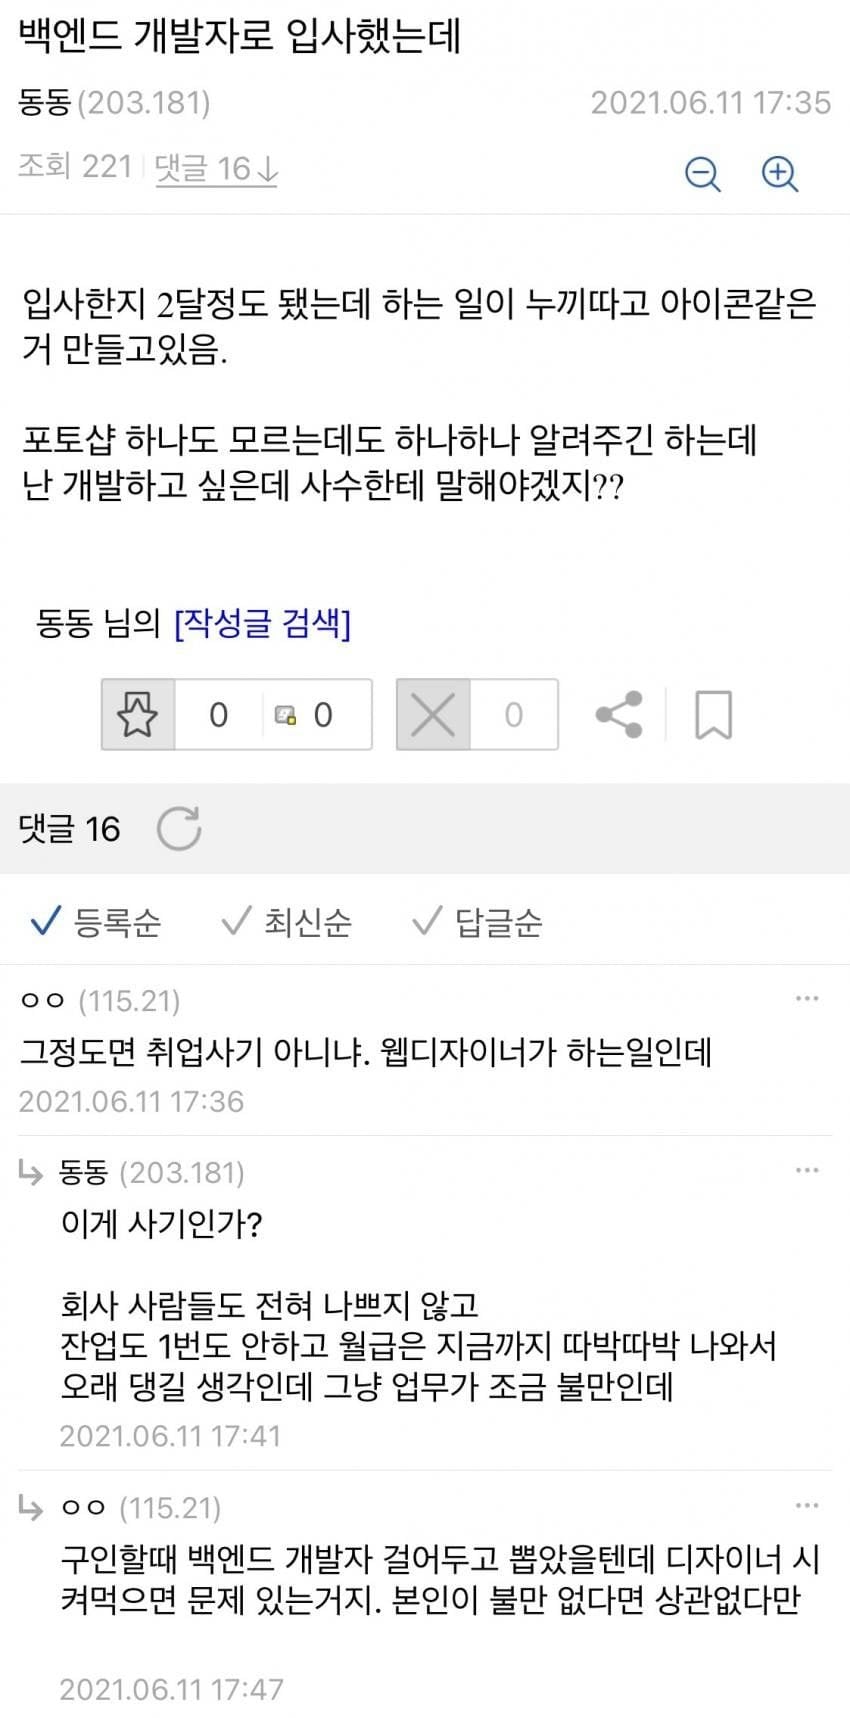 백엔드 개발자로 입사했는데
동동(203.181) 2021.06.11 17:35
조회 221 댓글 16↓
입사한지 2달정도 됐는데 하는 일이 누끼따고 아이콘같은
거 만들고있음.
포토샵 하나도 모르는데도 하나하나 알려주긴 하는데
난 개발하고 싶은데 사수한테 말해야겠지??
동동 님의 [작성글 검색]
0 0 0
댓글 16
등록순 최신순 답글순
ㅇㅇ (115.21)
그정도면 취업사기 아니냐. 웹디자이너가 하는일인데
2021.06.11 17:36
동동 (203.181)
이게 사기인가?
회사 사람들도 전혀 나쁘지 않고
잔업도 1번도 안하고 월급은 지금까지 따박따박 나와서
오래 댕길 생각인데 그냥 업무가 조금 불만인데
2021.06.11 17:41
ㅇㅇ (115.21)
구인할때 백엔드 개발자 걸어두고 뽑았을텐데 디자이너 시
켜먹으면 문제 있는거지. 본인이 불만 없다면 상관없다만
2021.06.11 17:47